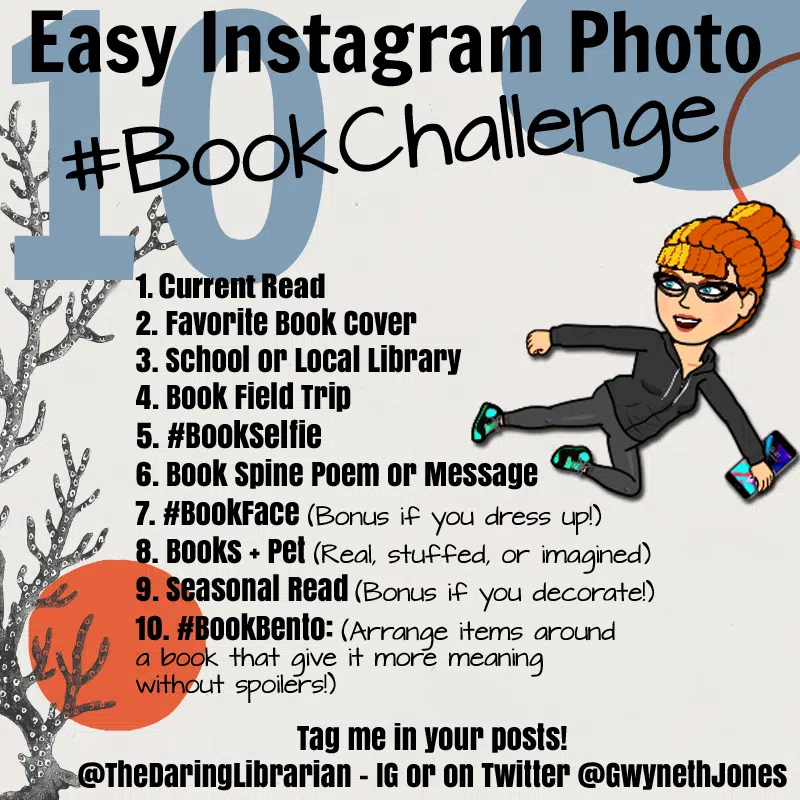 10
Easy Instagram Photo
#BookChallenge
1. Current Read
2. Favorite Book Cover
3. School or Local Library
4. Book Field Trip
5. #BookSelfie
6. Book Spine Poem or Message
7. #BookFace (Bonus if you dress up!)
8. Books + Pet (Real, stuffed, or imagined)
9. Seasonal Read (Bonus if you decorate!)
10. #BookBento: (Arrange items around
a book that give it more meaning
without spoilers!)
Tag me in your posts!
@TheDaringLibrarian - IG or on Twitter @GwynethJones